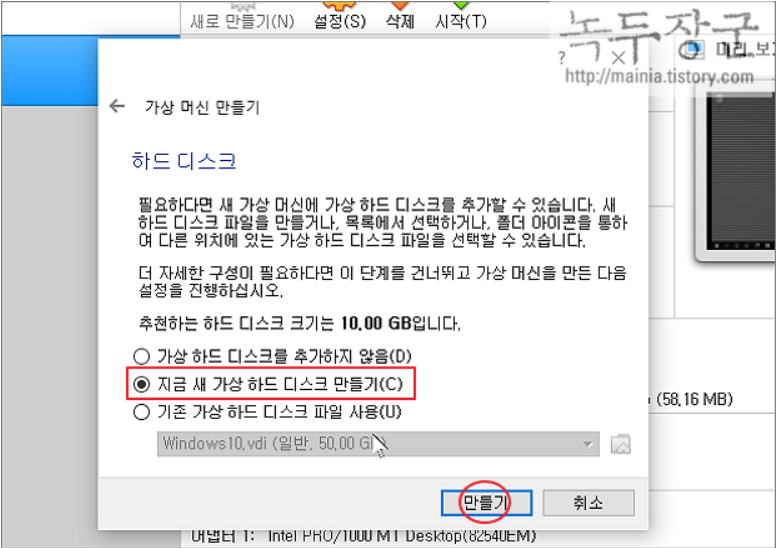 새로 만들기(N) 설정(S) 삭제 시작(T)
녹두장군
미리 보기
http://mainia.tistory.com
?
가상 머신 만들기
하드 디스크
필요하다면 새 가상 머신에 가상 하드 디스크를 추가할 수 있습니다. 새
하드 디스크 파일을 만들거나, 목록에서 선택하거나, 폴더 아이콘을 통하
여 다른 위치에 있는 가상 하드 디스크 파일을 선택할 수 있습니다.
더 자세한 구성이 필요하다면 이 단계를 건너뛰고 가상 머신을 만든 다음
설정을 진행하십시오.
추천하는 하드 디스크 크기는 10.00 GB입니다.
가상 하드 디스크를 추가하지 않음(D)
지금 새 가상 하드 디스크 만들기(C)
(58.16 MB)
기존 가상 하드 디스크 파일 사용(U)
Windows10.vdi (일반, 50.00 GB)
만들기 취소
어댑터 1: Intel PRO/1000 MT Desktop(82540EM)